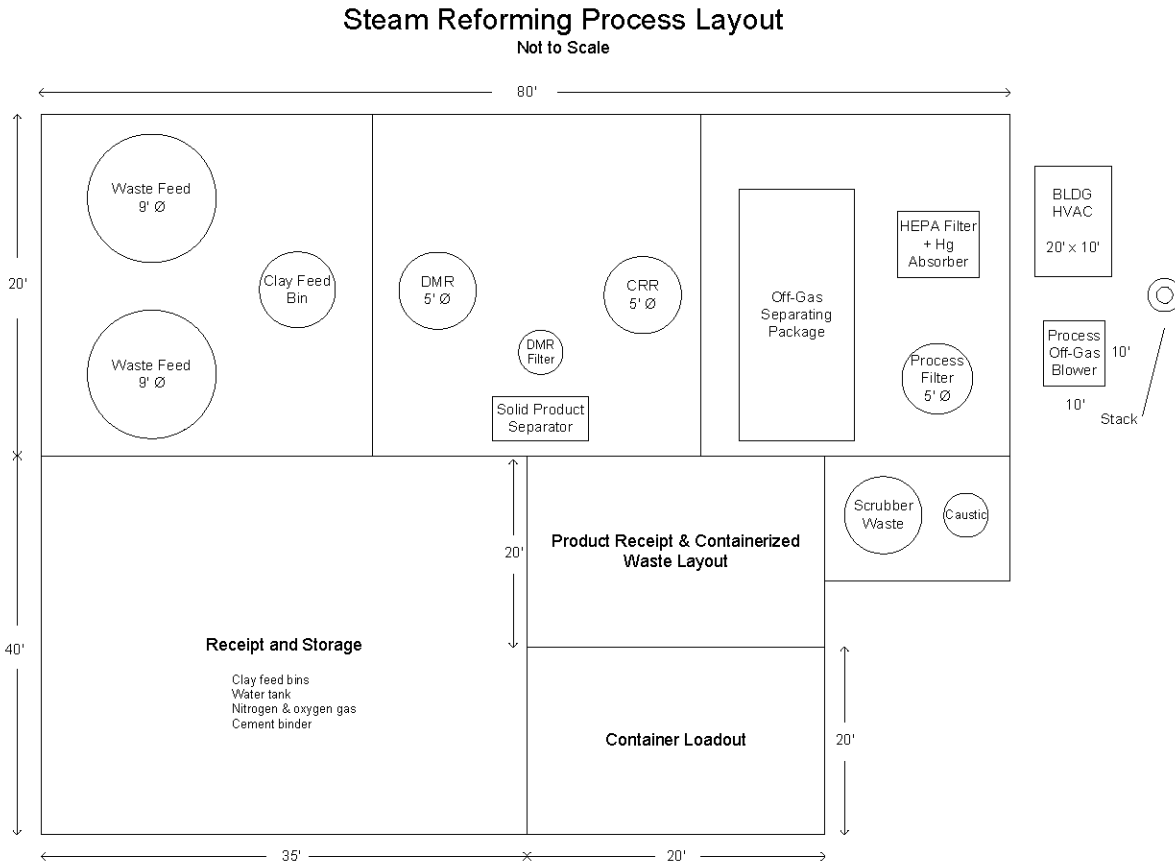 Steam Reforming Process Layout
Not to Scale
80'
20'
Waste Feed
9' Ø
Clay Feed
Bin
Waste Feed
9' Ø
DMR
5' Ø
CRR
5' Ø
DMR
Filter
Solid Product
Separator
Off-Gas
Separating
Package
HEPA Filter
+ Hg
Absorber
Process
Filter
5' Ø
BLDG
HVAC
20' x 10'
Process
Off-Gas
Blower
10'
10'
Stack
Scrubber
Waste
Caustic
40'
Receipt and Storage
Clay feed bins
Water tank
Nitrogen & oxygen gas
Cement binder
20'
Product Receipt & Containerized
Waste Layout
Container Loadout
20'
35'
20'